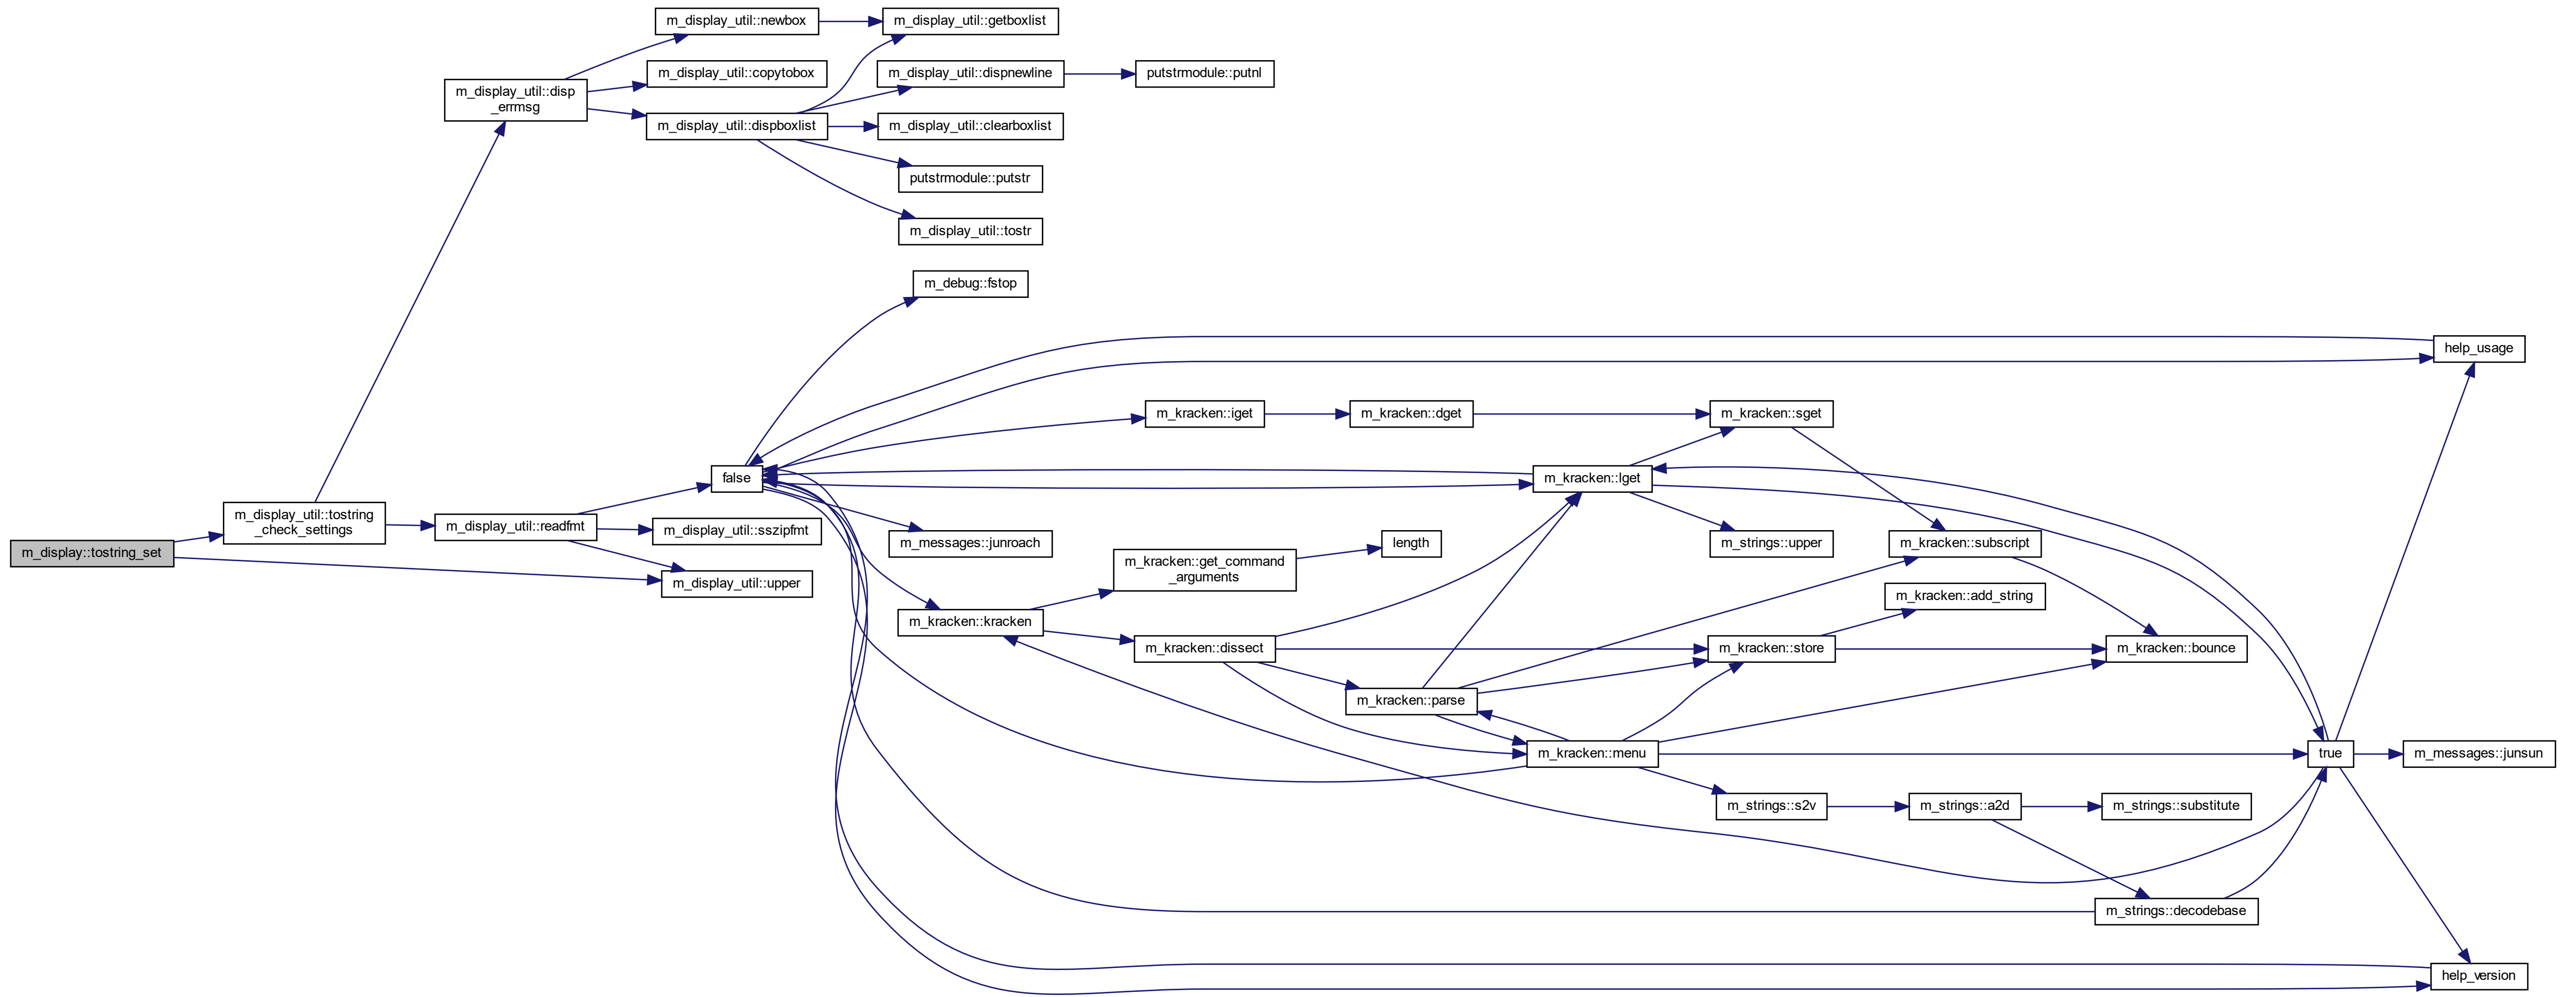 m_display_util::newbox
m_display_util::getboxlist
m_display_util::copytobox
m_display_util::dispnewline
putstrmodule::putnl
m_display_util::disp
_errmsg
m_display_util::dispboxlist
m_display_util::clearboxlist
putstrmodule::putstr
m_display_util::tostr
m_debug::fstop
help_usage
m_kracken::iget
m_kracken::dget
m_kracken::sget
false
m_kracken::lget
m_display_util::tostring
_check_settings
m_display_util::readfmt
m_display_util::sszipfmt
m_messages::junroach
length
m_strings::upper
m_kracken::subscript
m_display::tostring_set
m_display_util::upper
m_kracken::get_command
_arguments
m_kracken::add_string
m_kracken::kracken
m_kracken::dissect
m_kracken::store
m_kracken::bounce
m_kracken::parse
m_kracken::menu
true
m_messages::junsun
m_strings::s2v
m_strings::a2d
m_strings::substitute
m_strings::decodebase
help_version